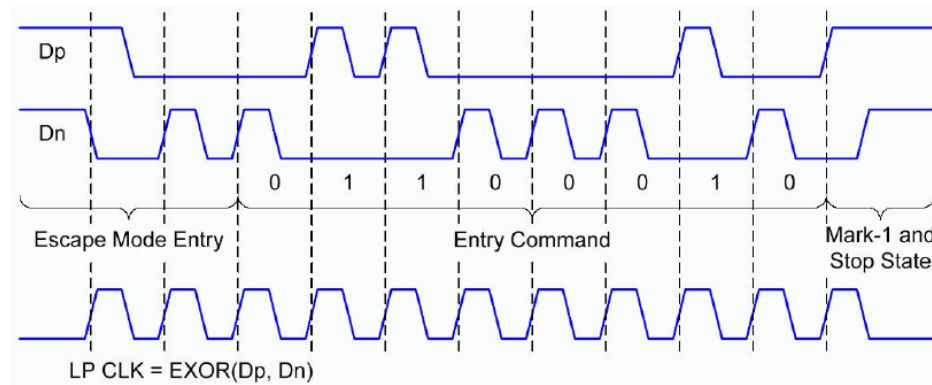 Dp
Dn
0 1 1 0 0 0 1 0
Escape Mode Entry
Entry Command
Mark-1 and
Stop State
LP CLK = EXOR(Dp, Dn)